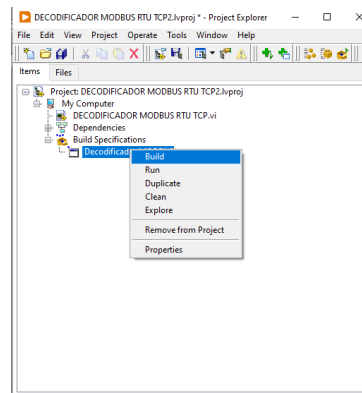 DECODIFICADOR MODBUS RTU TCP2.lvproj * - Project Explorer
File Edit View Project Operate Tools Window Help
Items Files
Project: DECODIFICADOR MODBUS RTU TCP2.lvproj
My Computer
DECODIFICADOR MODBUS RTU TCP.vi
Dependencies
Build Specifications
Decodificad
Build
Run
Duplicate
Clean
Explore
Remove from Project
Properties